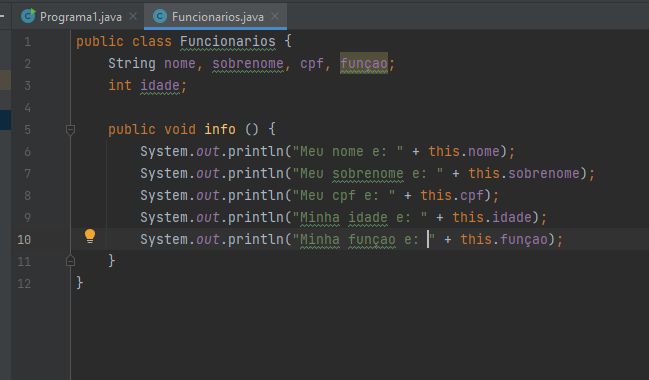 Programa1.java × Funcionarios.java ×
1 public class Funcionarios {
2 String nome, sobrenome, cpf, funçao;
3 int idade;
4
5 public void info () {
6 System.out.println("Meu nome e: " + this.nome);
7 System.out.println("Meu sobrenome e: " + this.sobrenome);
8 System.out.println("Meu cpf e: " + this.cpf);
9 System.out.println("Minha idade e: " + this.idade);
10 System.out.println("Minha funçao e: " + this.funçao);
11 }
12 }